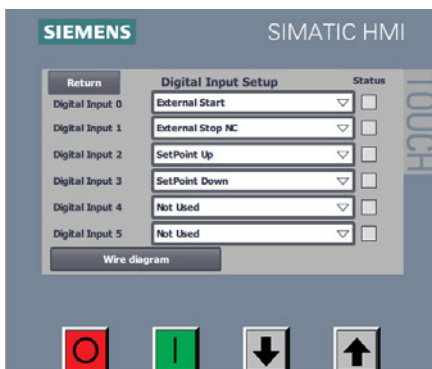 SIEMENS SIMATIC HMI
TOUCH
Return Digital Input Setup Status
Digital Input 0 External Start
Digital Input 1 External Stop NC
Digital Input 2 SetPoint Up
Digital Input 3 SetPoint Down
Digital Input 4 Not Used
Digital Input 5 Not Used
Wire diagram